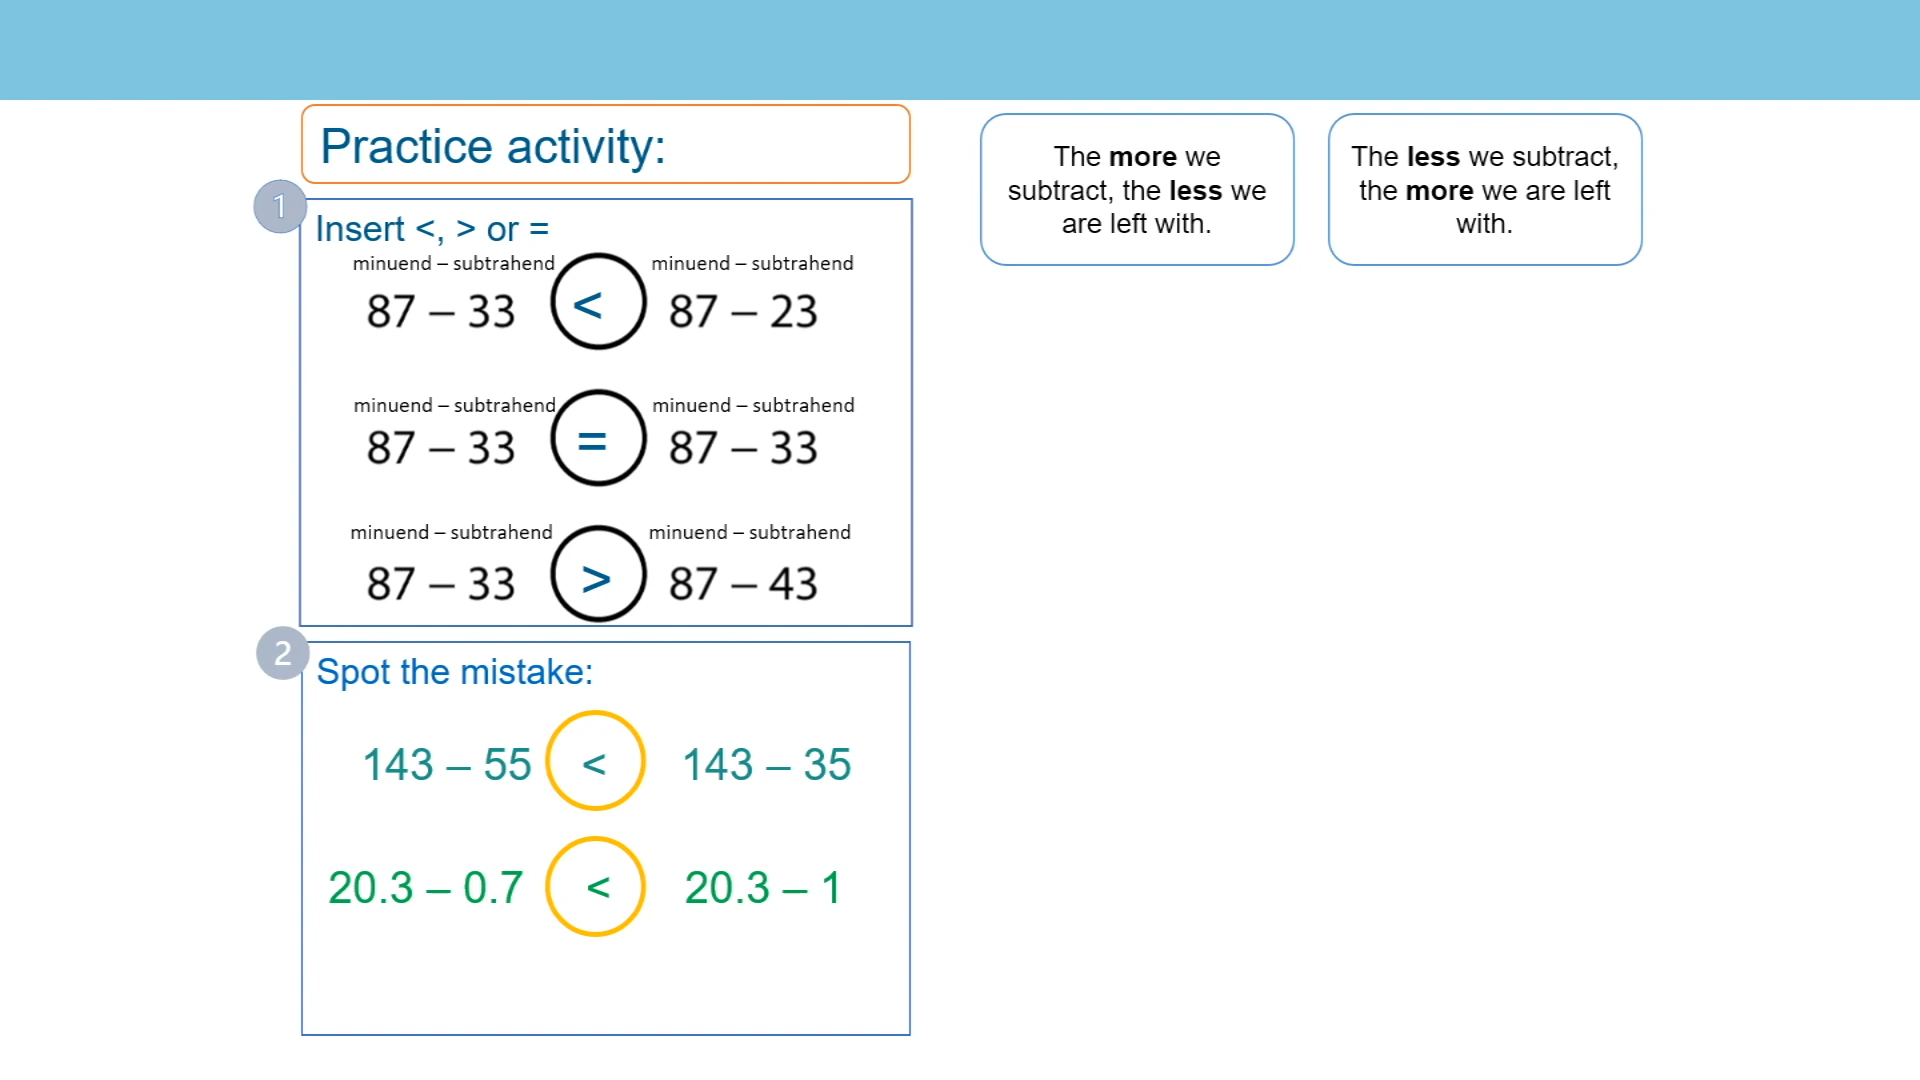 Practice activity:
1
Insert <, > or =
minuend – subtrahend minuend – subtrahend
87 – 33 < 87 – 23
minuend – subtrahend minuend – subtrahend
87 – 33 = 87 – 33
minuend – subtrahend minuend – subtrahend
87 – 33 > 87 – 43
2
Spot the mistake:
143 – 55 < 143 – 35
20.3 – 0.7 < 20.3 – 1
The more we
subtract, the less we
are left with.
The less we subtract,
the more we are left
with.